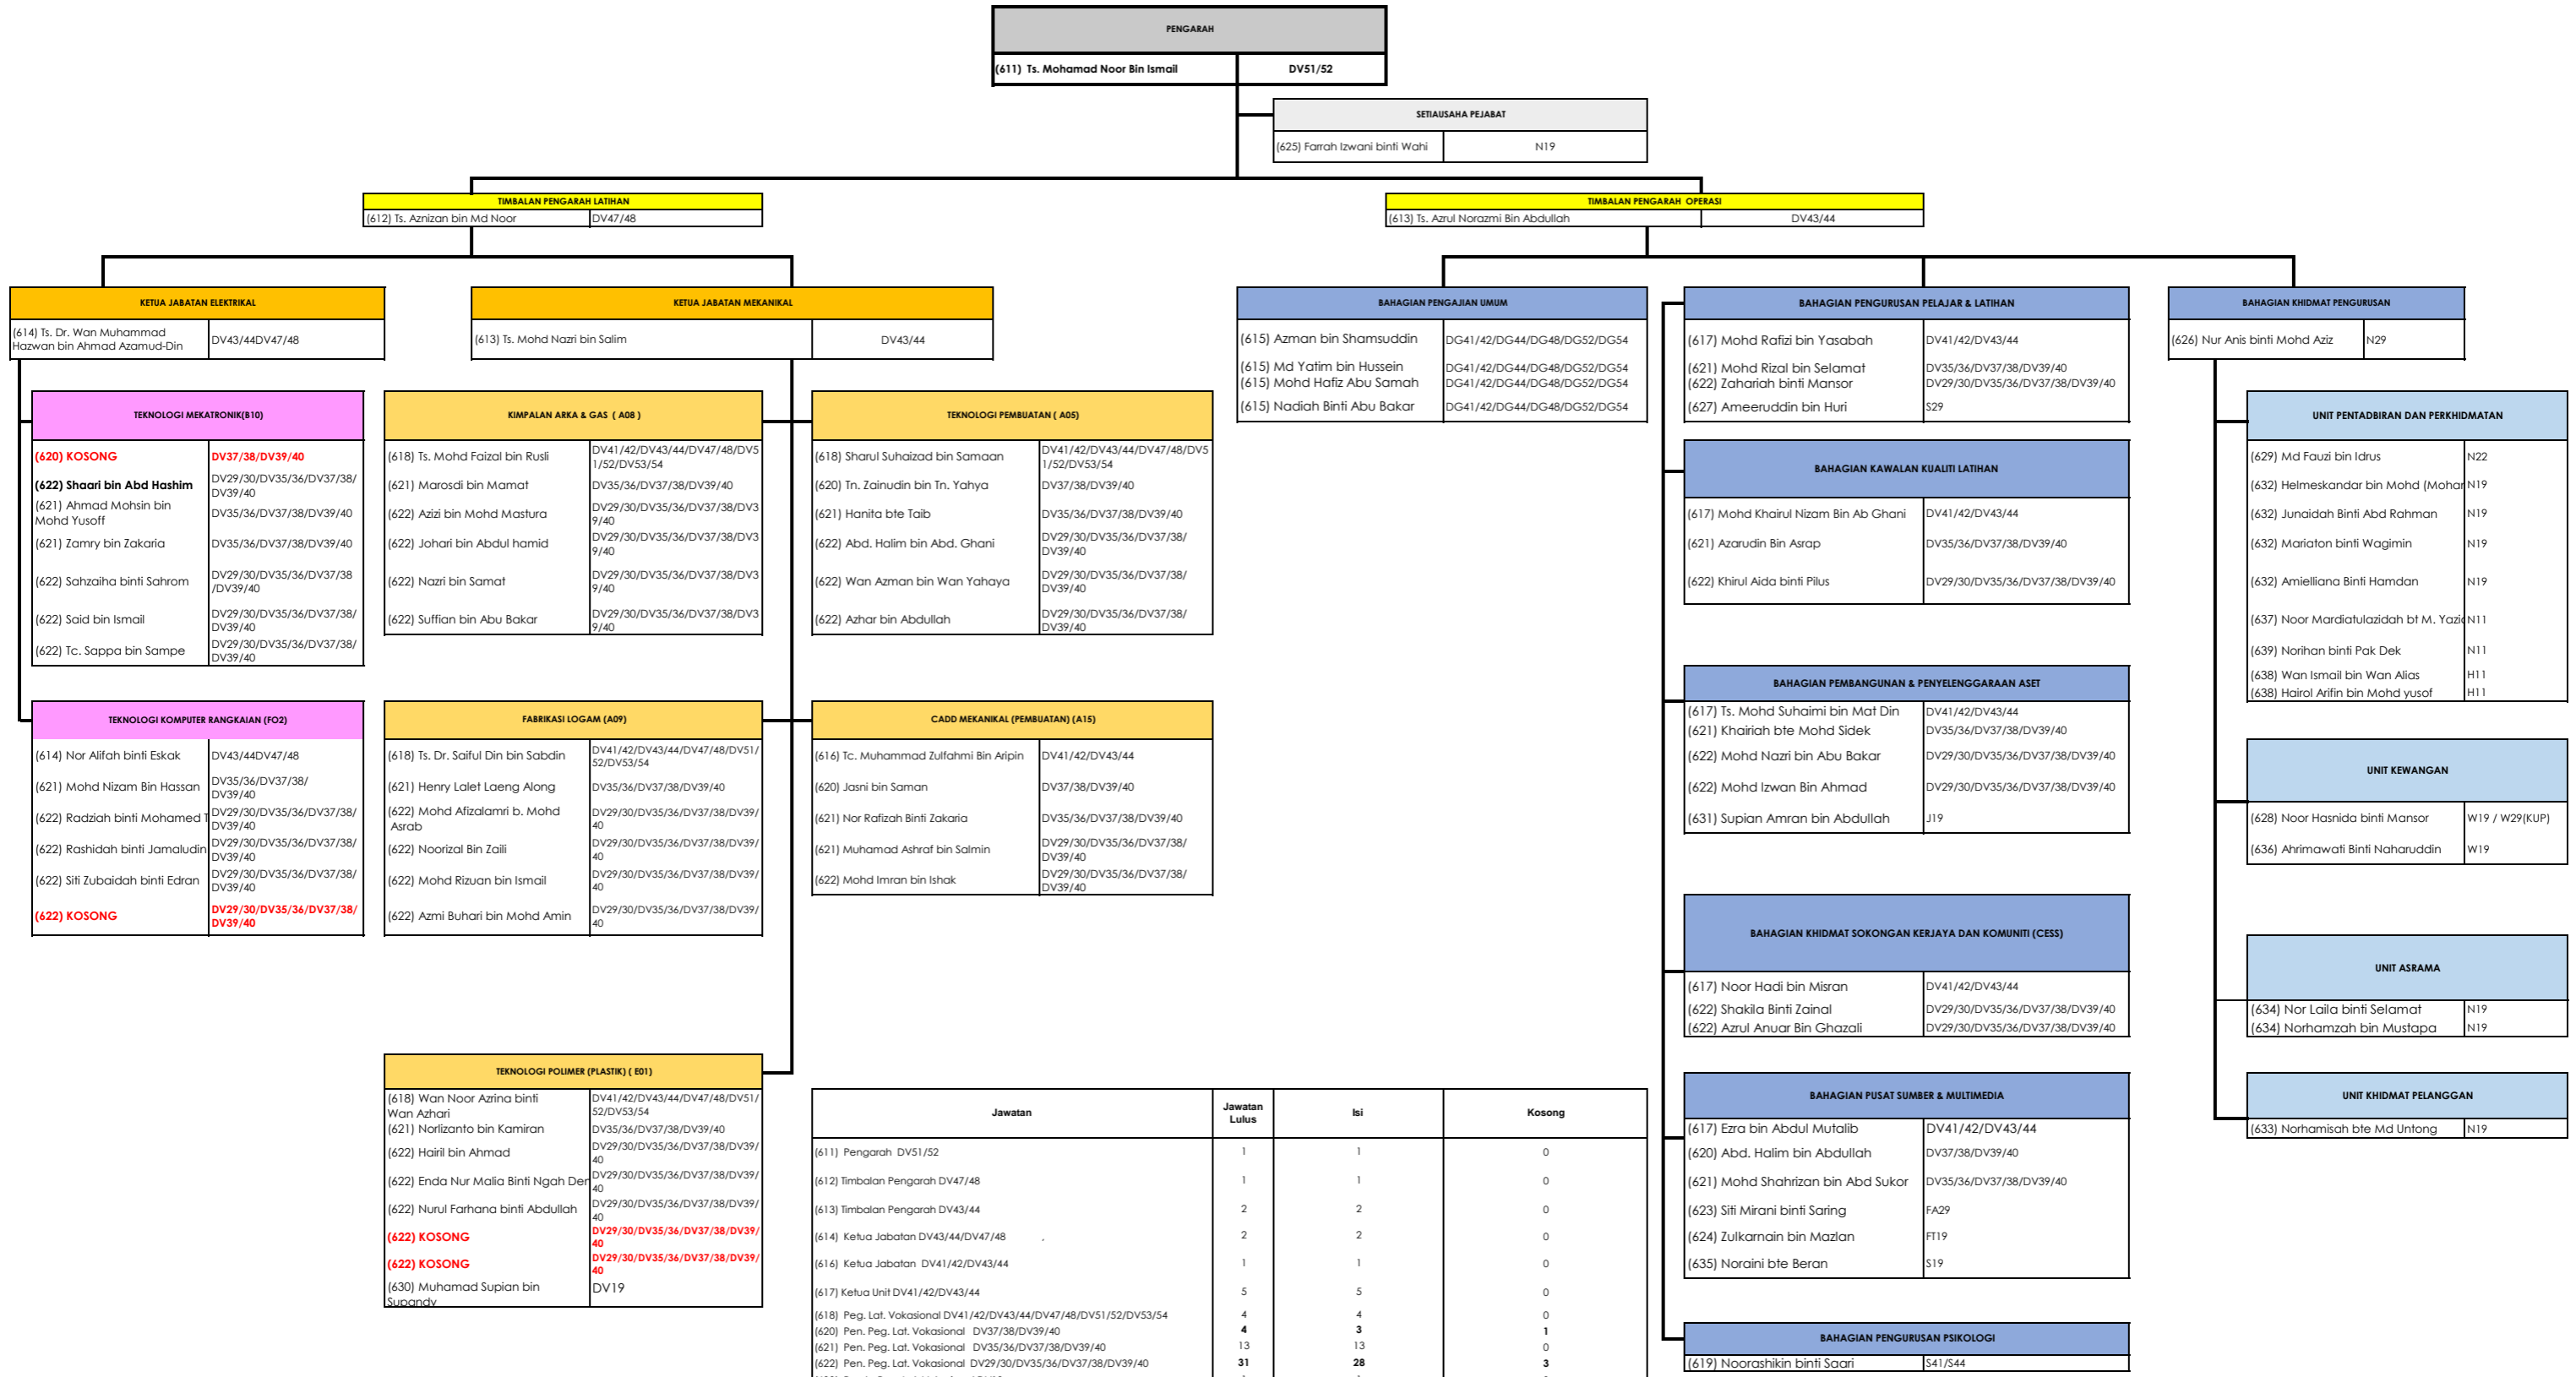 PENGARAH
(611) Ts. Mohamad Noor Bin Ismail DV51/52
SETIAUSAHA PEJABAT
(625) Farrah Izwani binti Wahi N19
TIMBALAN PENGARAH LATIHAN
(612) Ts. Aznizan bin Md Noor DV47/48
TIMBALAN PENGARAH OPERASI
(613) Ts. Azrul Norazmi Bin Abdullah DV43/44
KETUA JABATAN ELEKTRIKAL
(614) Ts. Dr. Wan Muhammad
Hazwan bin Ahmad Azamud-Din DV43/44DV47/48
KETUA JABATAN MEKANIKAL
(613) Ts. Mohd Nazri bin Salim DV43/44
TEKNOLOGI MEKATRONIK(B10)
(620) KOSONG DV37/38/DV39/40
(622) Shaari bin Abd Hashim DV29/30/DV35/36/DV37/38/
DV39/40
(621) Ahmad Mohsin bin
Mohd Yusoff DV35/36/DV37/38/DV39/40
(621) Zamry bin Zakaria DV35/36/DV37/38/DV39/40
(622) Sahzaiha binti Sahrom DV29/30/DV35/36/DV37/38
/DV39/40
(622) Said bin Ismail DV29/30/DV35/36/DV37/38/
DV39/40
(622) Tc. Sappa bin Sampe DV29/30/DV35/36/DV37/38/
DV39/40
TEKNOLOGI KOMPUTER RANGKAIAN (FO2)
(614) Nor Alifah binti Eskak DV43/44DV47/48
(621) Mohd Nizam Bin Hassan DV35/36/DV37/38/
DV39/40
(622) Radziah binti Mohamed T DV29/30/DV35/36/DV37/38/
DV39/40
(622) Rashidah binti Jamaludin DV29/30/DV35/36/DV37/38/
DV39/40
(622) Siti Zubaidah binti Edran DV29/30/DV35/36/DV37/38/
DV39/40
(622) KOSONG DV29/30/DV35/36/DV37/38/
DV39/40
KIMPALAN ARKA & GAS ( A08 )
(618) Ts. Mohd Faizal bin Rusli DV41/42/DV43/44/DV47/48/DV5
1/52/DV53/54
(621) Marosdi bin Mamat DV35/36/DV37/38/DV39/40
(622) Azizi bin Mohd Mastura DV29/30/DV35/36/DV37/38/DV3
9/40
(622) Johari bin Abdul hamid DV29/30/DV35/36/DV37/38/DV3
9/40
(622) Nazri bin Samat DV29/30/DV35/36/DV37/38/DV3
9/40
(622) Suffian bin Abu Bakar DV29/30/DV35/36/DV37/38/DV3
9/40
TEKNOLOGI PEMBUATAN ( A05)
(618) Sharul Suhaizad bin Samaan DV41/42/DV43/44/DV47/48/DV5
1/52/DV53/54
(620) Tn. Zainudin bin Tn. Yahya DV37/38/DV39/40
(621) Hanita bte Taib DV35/36/DV37/38/DV39/40
(622) Abd. Halim bin Abd. Ghani DV29/30/DV35/36/DV37/38/
DV39/40
(622) Wan Azman bin Wan Yahaya DV29/30/DV35/36/DV37/38/
DV39/40
(622) Azhar bin Abdullah DV29/30/DV35/36/DV37/38/
DV39/40
FABRIKASI LOGAM (A09)
(618) Ts. Dr. Saiful Din bin Sabdin DV41/42/DV43/44/DV47/48/DV51/
52/DV53/54
(621) Henry Lalet Laeng Along DV35/36/DV37/38/DV39/40
(622) Mohd Afizalamri b. Mohd
Asrab DV29/30/DV35/36/DV37/38/DV39/
40
(622) Noorizal Bin Zaili DV29/30/DV35/36/DV37/38/DV39/
40
(622) Mohd Rizuan bin Ismail DV29/30/DV35/36/DV37/38/DV39/
40
(622) Azmi Buhari bin Mohd Amin DV29/30/DV35/36/DV37/38/DV39/
40
CADD MEKANIKAL (PEMBUATAN) (A15)
(616) Tc. Muhammad Zulfahmi Bin Aripin DV41/42/DV43/44
(620) Jasni bin Saman DV37/38/DV39/40
(621) Nor Rafizah Binti Zakaria DV35/36/DV37/38/DV39/40
(621) Muhamad Ashraf bin Salmin DV29/30/DV35/36/DV37/38/
DV39/40
(622) Mohd Imran bin Ishak DV29/30/DV35/36/DV37/38/
DV39/40
TEKNOLOGI POLIMER (PLASTIK) ( E01)
(618) Wan Noor Azrina binti
Wan Azhari DV41/42/DV43/44/DV47/48/DV51/
52/DV53/54
(621) Norlizanto bin Kamiran DV35/36/DV37/38/DV39/40
(622) Hairil bin Ahmad DV29/30/DV35/36/DV37/38/DV39/
40
(622) Enda Nur Malia Binti Ngah Der DV29/30/DV35/36/DV37/38/DV39/
40
(622) Nurul Farhana binti Abdullah DV29/30/DV35/36/DV37/38/DV39/
40
(622) KOSONG DV29/30/DV35/36/DV37/38/DV39/
40
(622) KOSONG DV29/30/DV35/36/DV37/38/DV39/
40
(630) Muhamad Supian bin
Supandy DV19
Jawatan Jawatan Lulus Isi Kosong
(611) Pengarah DV51/52 1 1 0
(612) Timbalan Pengarah DV47/48 1 1 0
(613) Timbalan Pengarah DV43/44 2 2 0
(614) Ketua Jabatan DV43/44/DV47/48 2 2 0
(616) Ketua Jabatan DV41/42/DV43/44 1 1 0
(617) Ketua Unit DV41/42/DV43/44 5 5 0
(618) Peg. Lat. Vokasional DV41/42/DV43/44/DV47/48/DV51/52/DV53/54 4 4 0
(620) Pen. Peg. Lat. Vokasional DV37/38/DV39/40 4 3 1
(621) Pen. Peg. Lat. Vokasional DV35/36/DV37/38/DV39/40 13 13 0
(622) Pen. Peg. Lat. Vokasional DV29/30/DV35/36/DV37/38/DV39/40 31 28 3
BAHAGIAN PENGAJIAN UMUM
(615) Azman bin Shamsuddin DG41/42/DG44/DG48/DG52/DG54
(615) Md Yatim bin Hussein DG41/42/DG44/DG48/DG52/DG54
(615) Mohd Hafiz Abu Samah DG41/42/DG44/DG48/DG52/DG54
(615) Nadiah Binti Abu Bakar DG41/42/DG44/DG48/DG52/DG54
BAHAGIAN PENGURUSAN PELAJAR & LATIHAN
(617) Mohd Rafizi bin Yasabah DV41/42/DV43/44
(621) Mohd Rizal bin Selamat DV35/36/DV37/38/DV39/40
(622) Zahariah binti Mansor DV29/30/DV35/36/DV37/38/DV39/40
(627) Ameeruddin bin Huri S29
BAHAGIAN KAWALAN KUALITI LATIHAN
(617) Mohd Khairul Nizam Bin Ab Ghani DV41/42/DV43/44
(621) Azarudin Bin Asrap DV35/36/DV37/38/DV39/40
(622) Khirul Aida binti Pilus DV29/30/DV35/36/DV37/38/DV39/40
BAHAGIAN PEMBANGUNAN & PENYELENGGARAAN ASET
(617) Ts. Mohd Suhaimi bin Mat Din DV41/42/DV43/44
(621) Khairiah bte Mohd Sidek DV35/36/DV37/38/DV39/40
(622) Mohd Nazri bin Abu Bakar DV29/30/DV35/36/DV37/38/DV39/40
(622) Mohd Izwan Bin Ahmad DV29/30/DV35/36/DV37/38/DV39/40
(631) Supian Amran bin Abdullah J19
BAHAGIAN KHIDMAT SOKONGAN KERJAYA DAN KOMUNITI (CESS)
(617) Noor Hadi bin Misran DV41/42/DV43/44
(622) Shakila Binti Zainal DV29/30/DV35/36/DV37/38/DV39/40
(622) Azrul Anuar Bin Ghazali DV29/30/DV35/36/DV37/38/DV39/40
BAHAGIAN PUSAT SUMBER & MULTIMEDIA
(617) Ezra bin Abdul Mutalib DV41/42/DV43/44
(620) Abd. Halim bin Abdullah DV37/38/DV39/40
(621) Mohd Shahrizan bin Abd Sukor DV35/36/DV37/38/DV39/40
(623) Siti Mirani binti Saring FA29
(624) Zulkarnain bin Mazlan FT19
(635) Noraini bte Beran S19
BAHAGIAN PENGURUSAN PSIKOLOGI
(619) Noorashikin binti Saari S41/S44
BAHAGIAN KHIDMAT PENGURUSAN
(626) Nur Anis binti Mohd Aziz N29
UNIT PENTADBIRAN DAN PERKHIDMATAN
(629) Md Fauzi bin Idrus N22
(632) Helmeskandar bin Mohd (Mohar N19
(632) Junaidah Binti Abd Rahman N19
(632) Mariaton binti Wagimin N19
(632) Amielliana Binti Hamdan N19
(637) Noor Mardiatulazidah bt M. Yazi N11
(639) Norihan binti Pak Dek N11
(638) Wan Ismail bin Wan Alias H11
(638) Hairol Arifin bin Mohd yusof H11
UNIT KEWANGAN
(628) Noor Hasnida binti Mansor W19 / W29(KUP)
(636) Ahrimawati Binti Naharuddin W19
UNIT ASRAMA
(634) Nor Laila binti Selamat N19
(634) Norhamzah bin Mustapa N19
UNIT KHIDMAT PELANGGAN
(633) Norhamisah bte Md Untong N19